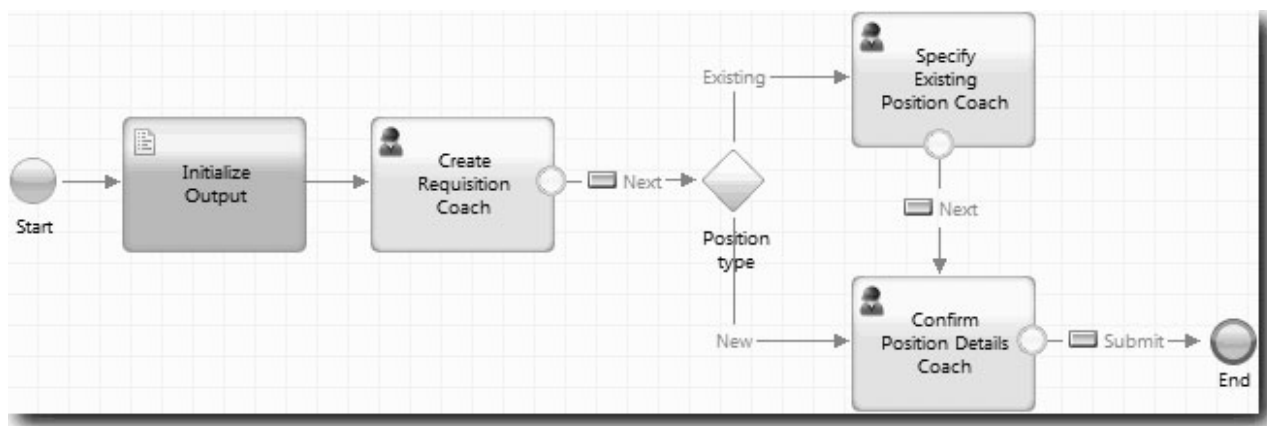 Start
Initialize
Output
Create
Requisition
Coach
Next
Position
type
Existing
Specify
Existing
Position Coach
Next
New
Confirm
Position Details
Coach
Submit
End